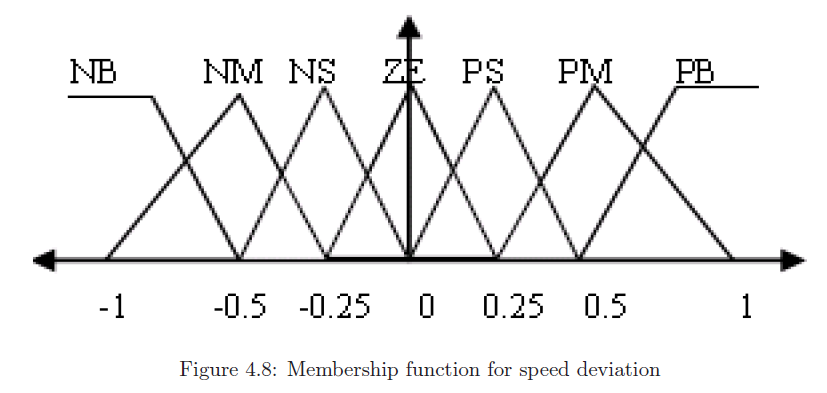 NB NM NS ZE PS PM PB
-1 -0.5 -0.25 0 0.25 0.5 1
Figure 4.8: Membership function for speed deviation